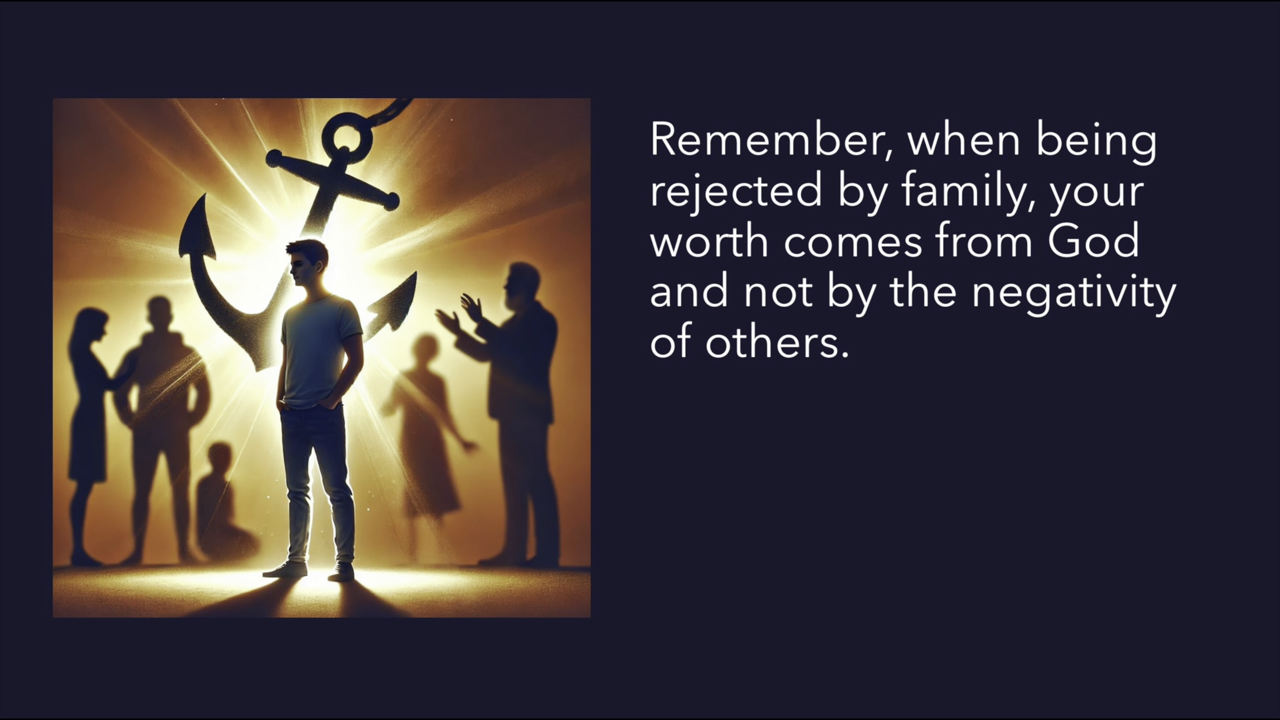 Remember, when being
rejected by family, your
worth comes from God
and not by the negativity
of others.